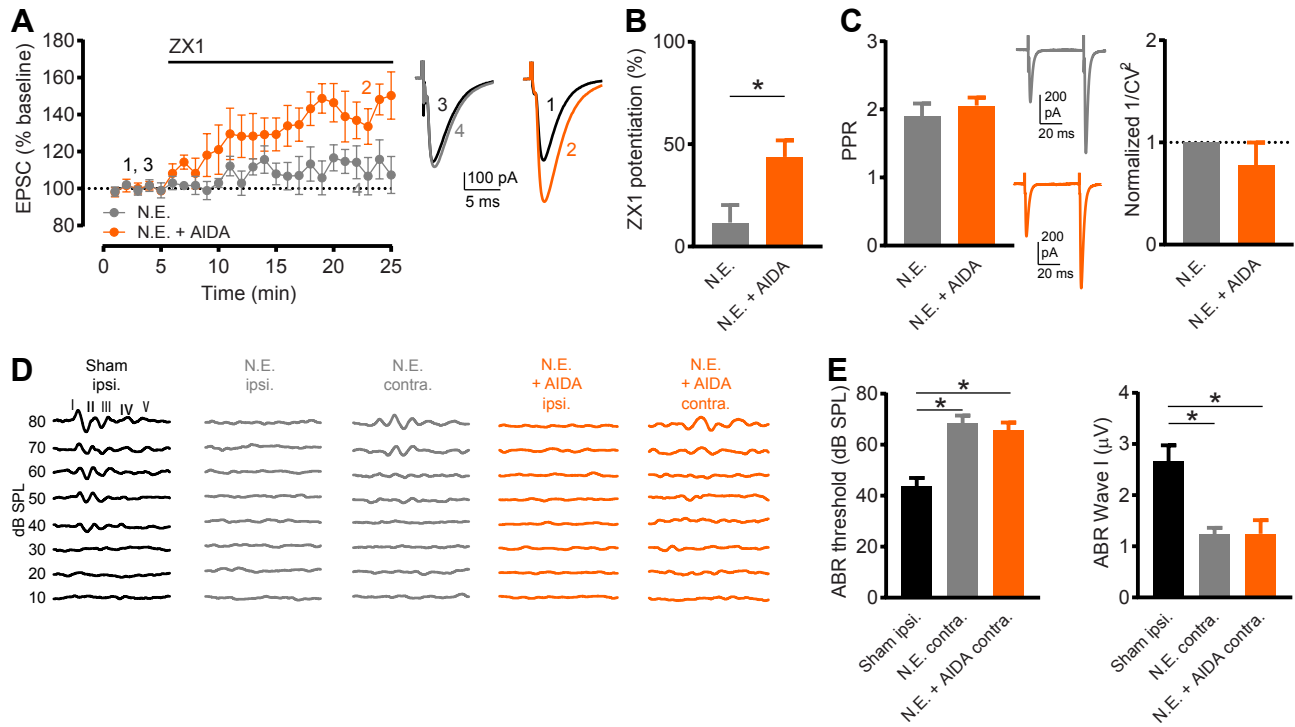 A
EPSC (% baseline)
180
160
140
120
100
80
ZX1
1, 3
2
4
N.E.
N.E. + AIDA
0
5
10
15
20
25
Time (min)
3
4
1
2
100 pA
5 ms
B
ZX1 potentiation (%)
100
50
0
*
N.E.
N.E. + AIDA
C
PPR
3
2
1
0
N.E.
N.E. + AIDA
200
pA
20 ms
200
pA
20 ms
Normalized 1/CV²
2
1
0
N.E.
N.E. + AIDA
D
Sham
ipsi.
N.E.
ipsi.
N.E.
contra.
N.E.
+ AIDA
ipsi.
N.E.
+ AIDA
contra.
I II III IV V
dB SPL
80
70
60
50
40
30
20
10
E
ABR threshold (dB SPL)
80
60
40
20
0
*
*
Sham ipsi.
N.E. contra.
N.E. + AIDA contra.
ABR Wave I (μV)
4
3
2
1
0
*
*
Sham ipsi.
N.E. contra.
N.E. + AIDA contra.